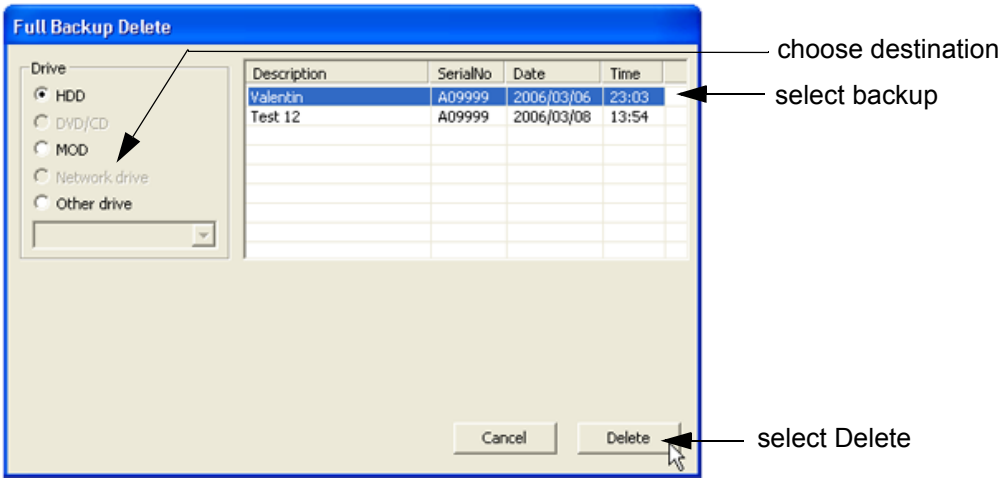 Full Backup Delete
choose destination
Drive
Description SerialNo Date Time
HDD
Valentin A09999 2006/03/06 23:03
select backup
DVD/CD
Test 12 A09999 2006/03/08 13:54
MOD
Network drive
Other drive
Cancel Delete
select Delete